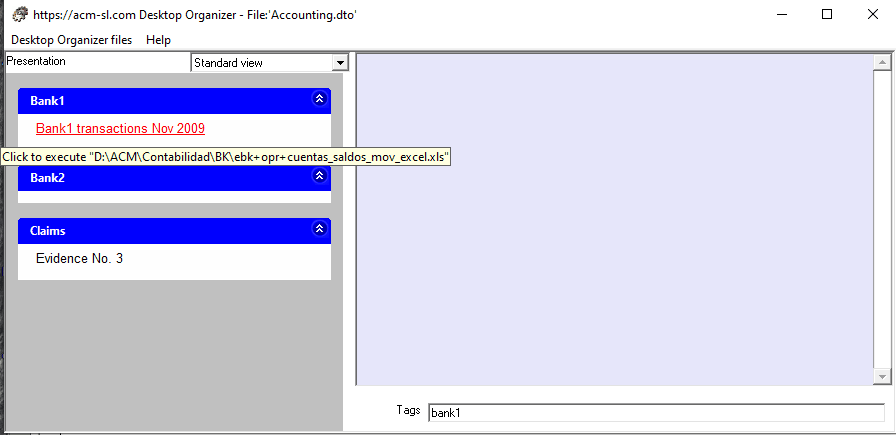 https://acm-sl.com Desktop Organizer - File:'Accounting.dto'
Desktop Organizer files Help
Presentation Standard view
Bank1
Bank1 transactions Nov 2009
Click to execute "D:\ACM\Contabilidad\BK\ebk+opr+cuentas_saldos_mov_excel.xls"
Bank2
Claims
Evidence No. 3
Tags bank1